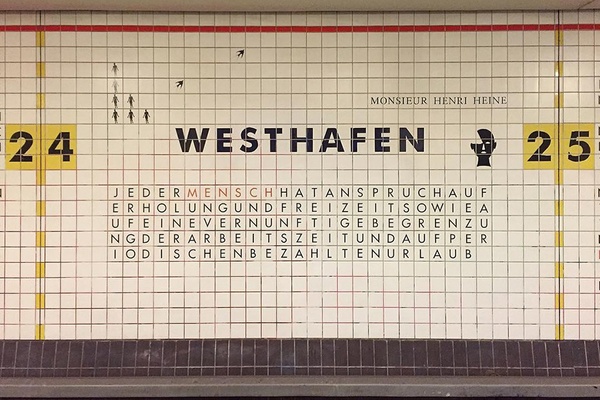 MONSIEUR HENRI HEINE
24
WESTHAFEN
25
JEDERMENSCHHATANSPRUCHAUF
ERHOLUNGUNDFREIZEITSOWIEA
UFEINEVERNUNFTIGEBEGRENZU
NGDERARBEITSZEITUNDAUFPER
IODISCHENBEZAHLTENURLAUB